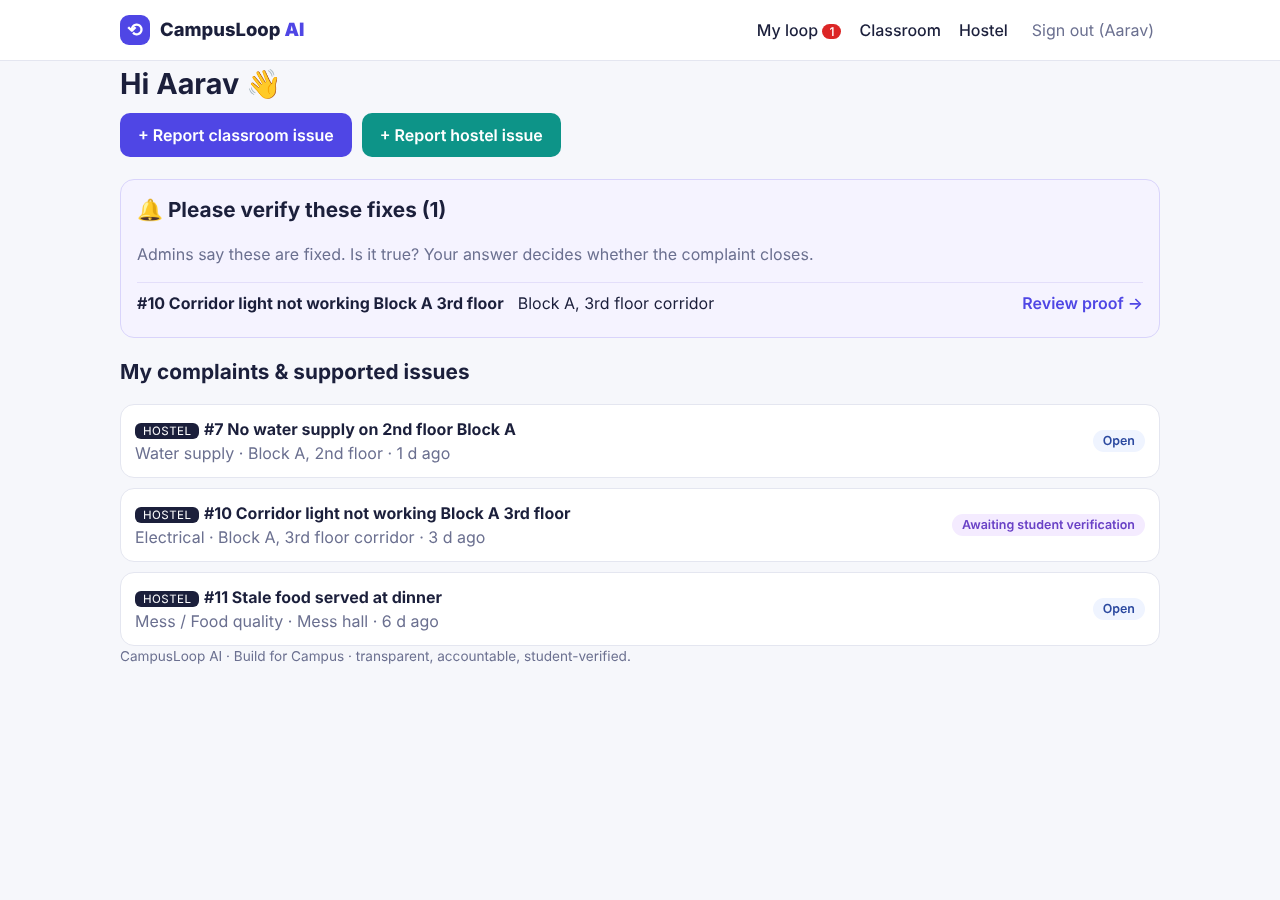 CampusLoop AI
My loop 1 Classroom Hostel Sign out (Aarav)
Hi Aarav 👋
+ Report classroom issue + Report hostel issue
🔔 Please verify these fixes (1)
Admins say these are fixed. Is it true? Your answer decides whether the complaint closes.
#10 Corridor light not working Block A 3rd floor Block A, 3rd floor corridor Review proof →
My complaints & supported issues
HOSTEL #7 No water supply on 2nd floor Block A
Water supply · Block A, 2nd floor · 1 d ago
Open
HOSTEL #10 Corridor light not working Block A 3rd floor
Electrical · Block A, 3rd floor corridor · 3 d ago
Awaiting student verification
HOSTEL #11 Stale food served at dinner
Mess / Food quality · Mess hall · 6 d ago
Open
CampusLoop AI · Build for Campus · transparent, accountable, student-verified.